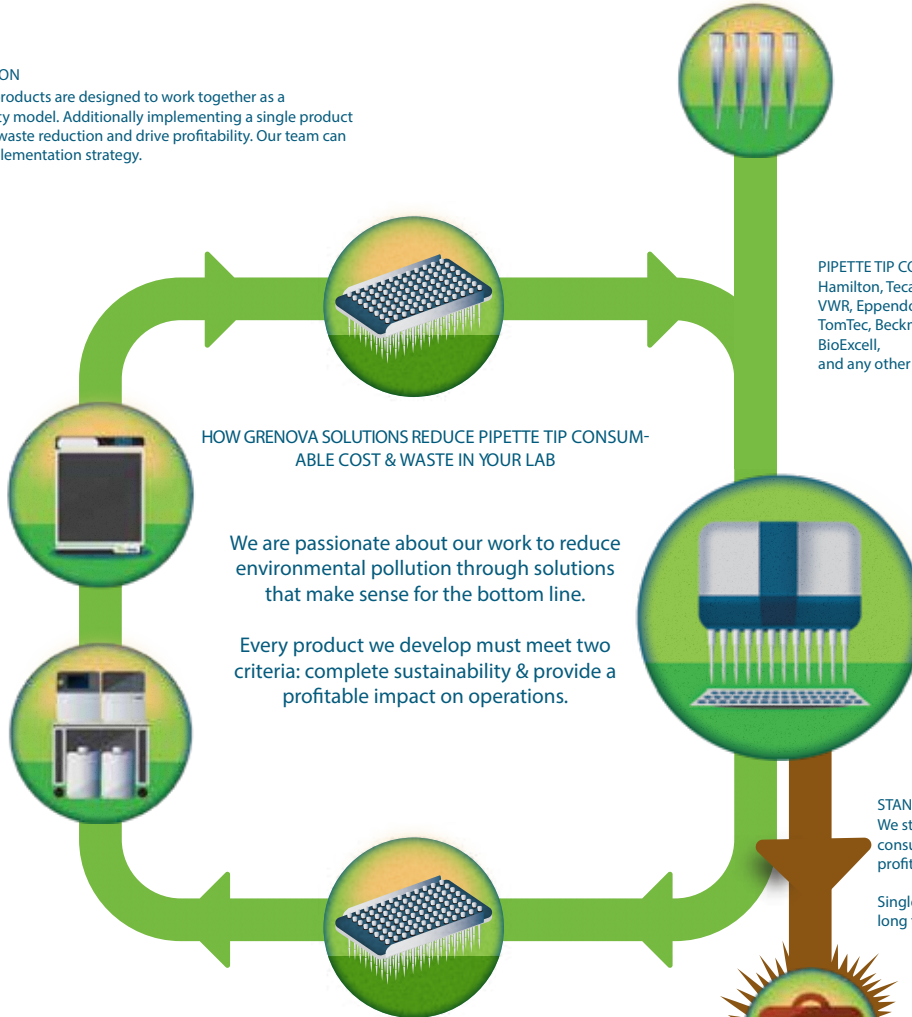 ON
roducts are designed to work together as a
y model. Additionally implementing a single product
waste reduction and drive profitability. Our team can
lementation strategy.
PIPETTE TIP CO
Hamilton, Teca
VWR, Eppendo
TomTec, Beckm
BioExcell,
and any other
HOW GRENOVA SOLUTIONS REDUCE PIPETTE TIP CONSUM-
ABLE COST & WASTE IN YOUR LAB
We are passionate about our work to reduce
environmental pollution through solutions
that make sense for the bottom line.
Every product we develop must meet two
criteria: complete sustainability & provide a
profitable impact on operations.
STAN
We st
consu
profit
Single
long